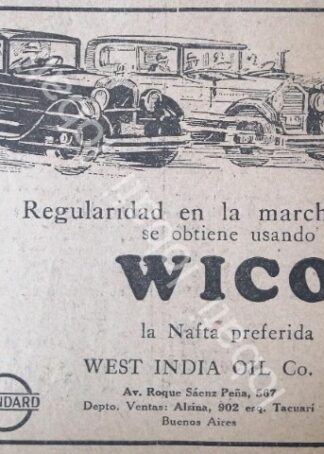 Regularidad en la march
se obtiene usando
WICO
la Nafta preferida
WEST INDIA OIL Co.
NDARD
Av. Roque Sáenz Peña, 567
Depto. Ventas: Alsina, 902 esq. Tacuarí
Buenos Aires